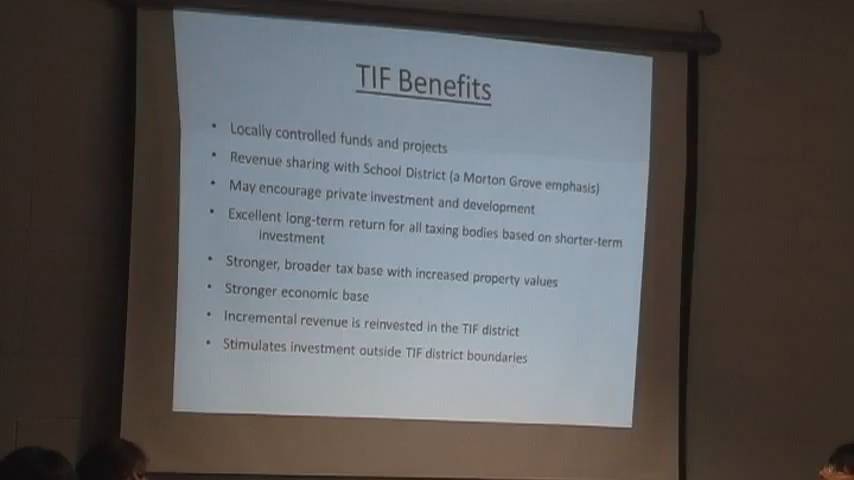 TIF Benefits
• Locally controlled funds and projects
• Revenue sharing with School District (a Morton Grove emphasis)
• May encourage private investment and development
• Excellent long-term return for all taxing bodies based on shorter-term
investment
• Stronger, broader tax base with increased property values
• Stronger economic base
• Incremental revenue is reinvested in the TIF district
• Stimulates investment outside TIF district boundaries